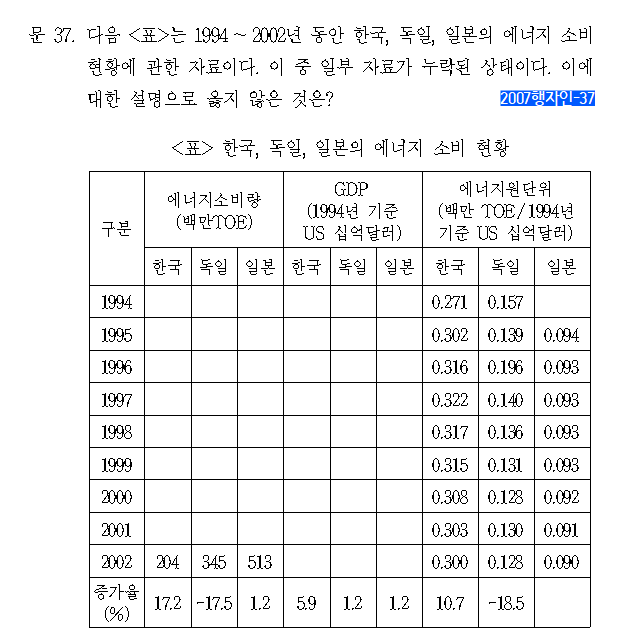 문 37. 다음 <표>는 1994 ~ 2002년 동안 한국, 독일, 일본의 에너지 소비
현황에 관한 자료이다. 이 중 일부 자료가 누락된 상태이다. 이에
대한 설명으로 옳지 않은 것은? 2007행자인-37
<표> 한국, 독일, 일본의 에너지 소비 현황
구분 에너지소비량 (백만TOE) GDP (1994년 기준 US 십억달러) 에너지원단위 (백만 TOE/1994년 기준 US 십억달러)
한국 독일 일본 한국 독일 일본 한국 독일 일본
1994 0.271 0.157
1995 0.302 0.139 0.094
1996 0.316 0.196 0.093
1997 0.322 0.140 0.093
1998 0.317 0.136 0.093
1999 0.315 0.131 0.093
2000 0.308 0.128 0.092
2001 0.303 0.130 0.091
2002 204 345 513 0.300 0.128 0.090
증가율 (%) 17.2 -17.5 1.2 5.9 1.2 1.2 10.7 -18.5